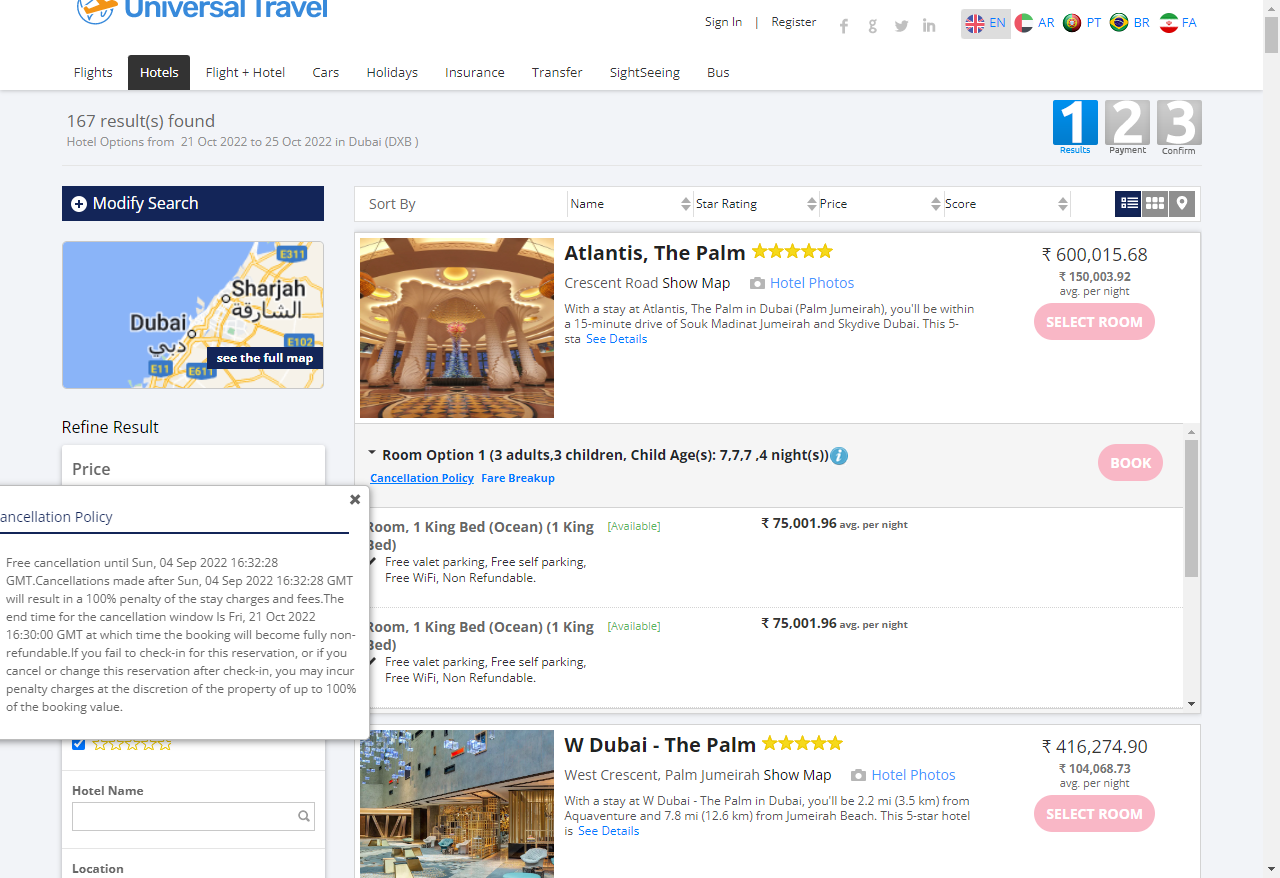 Universal Travel
Sign In | Register
EN AR PT BR FA
Flights Hotels Flight + Hotel Cars Holidays Insurance Transfer SightSeeing Bus
167 result(s) found
Hotel Options from 21 Oct 2022 to 25 Oct 2022 in Dubai (DXB )
1 2 3
Results Payment Confirm
Modify Search
Sort By Name Star Rating Price Score
E311
Sharjah
الشارقة
Dubai
دبي
E102
E11 E611
see the full map
Atlantis, The Palm
₹ 600,015.68
₹ 150,003.92
avg. per night
Crescent Road Show Map Hotel Photos
With a stay at Atlantis, The Palm in Dubai (Palm Jumeirah), you'll be within
a 15-minute drive of Souk Madinat Jumeirah and Skydive Dubai. This 5-
sta See Details
SELECT ROOM
Refine Result
Price
Room Option 1 (3 adults,3 children, Child Age(s): 7,7,7 ,4 night(s))
Cancellation Policy Fare Breakup
BOOK
ancellation Policy
Free cancellation until Sun, 04 Sep 2022 16:32:28
GMT.Cancellations made after Sun, 04 Sep 2022 16:32:28 GMT
will result in a 100% penalty of the stay charges and fees.The
end time for the cancellation window Is Fri, 21 Oct 2022
16:30:00 GMT at which time the booking will become fully non-
refundable.If you fail to check-in for this reservation, or if you
cancel or change this reservation after check-in, you may incur
penalty charges at the discretion of the property of up to 100%
of the booking value.
Room, 1 King Bed (Ocean) (1 King
Bed)
[Available]
₹ 75,001.96 avg. per night
Free valet parking, Free self parking,
Free WiFi, Non Refundable.
Room, 1 King Bed (Ocean) (1 King
Bed)
[Available]
₹ 75,001.96 avg. per night
Free valet parking, Free self parking,
Free WiFi, Non Refundable.
Hotel Name
Location
W Dubai - The Palm
₹ 416,274.90
₹ 104,068.73
avg. per night
West Crescent, Palm Jumeirah Show Map Hotel Photos
With a stay at W Dubai - The Palm in Dubai, you'll be 2.2 mi (3.5 km) from
Aquaventure and 7.8 mi (12.6 km) from Jumeirah Beach. This 5-star hotel
is See Details
SELECT ROOM